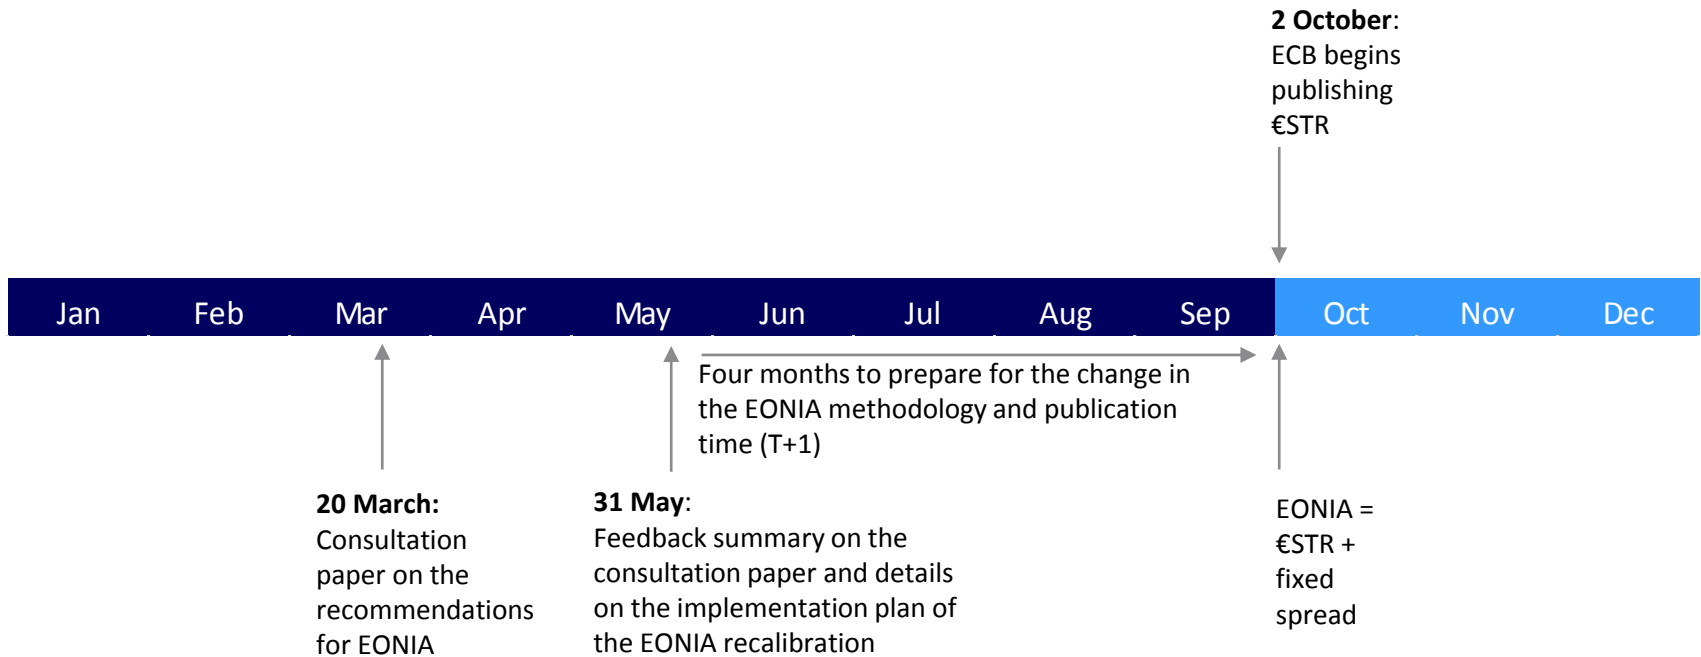 2 October:
ECB begins
publishing
€STR
Jan Feb Mar Apr May Jun Jul Aug Sep Oct Nov Dec
Four months to prepare for the change in
the EONIA methodology and publication
time (T+1)
20 March:
Consultation
paper on the
recommendations
for EONIA
31 May:
Feedback summary on the
consultation paper and details
on the implementation plan of
the EONIA recalibration
EONIA =
€STR +
fixed
spread